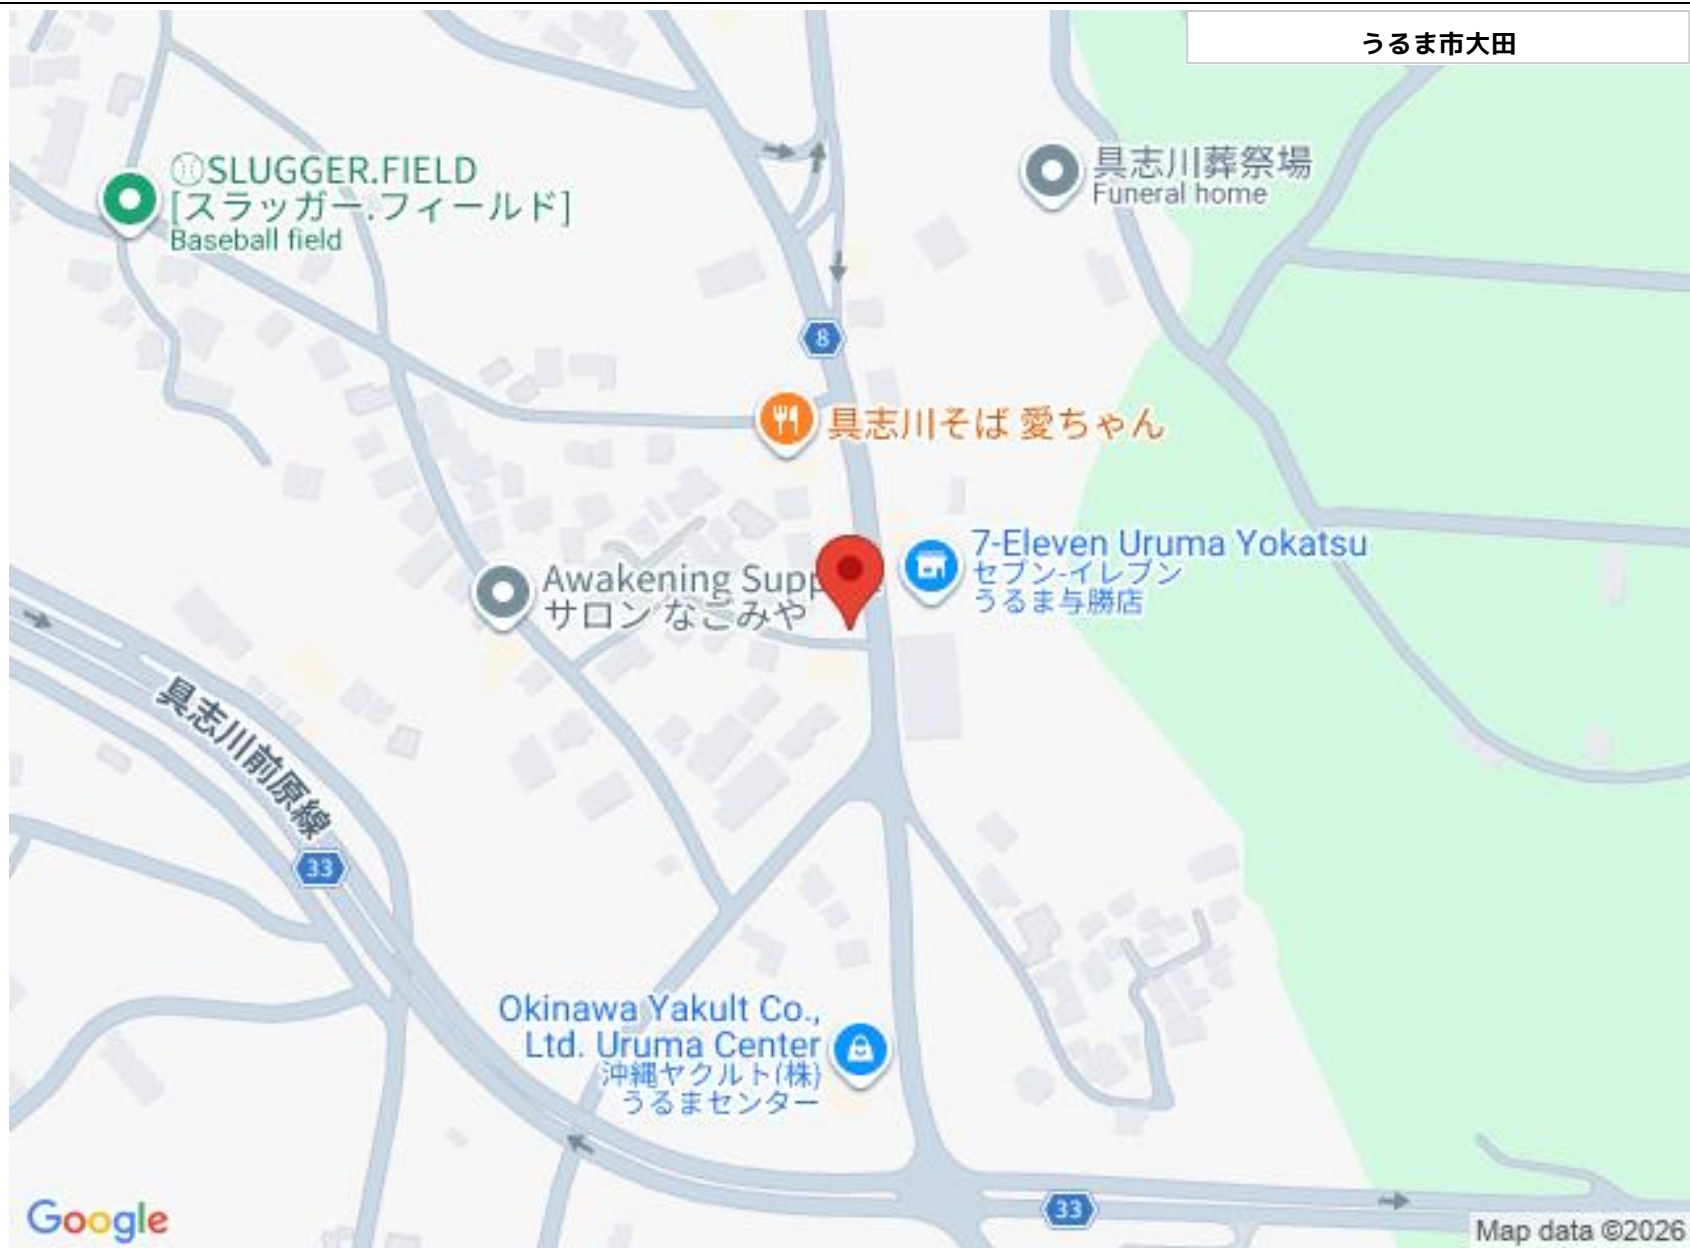 うるま市大田
SLUGGER.FIELD
[スラッガー.フィールド]
Baseball field
具志川葬祭場
Funeral home
8
具志川そば 愛ちゃん
7-Eleven Uruma Yokatsu
セブン-イレブン
うるま与勝店
Awakening Supp
サロン なごみや
具志川前原線
33
Okinawa Yakult Co.,
Ltd. Uruma Center
沖縄ヤクルト(株)
うるまセンター
33
Google
Map data ©2026